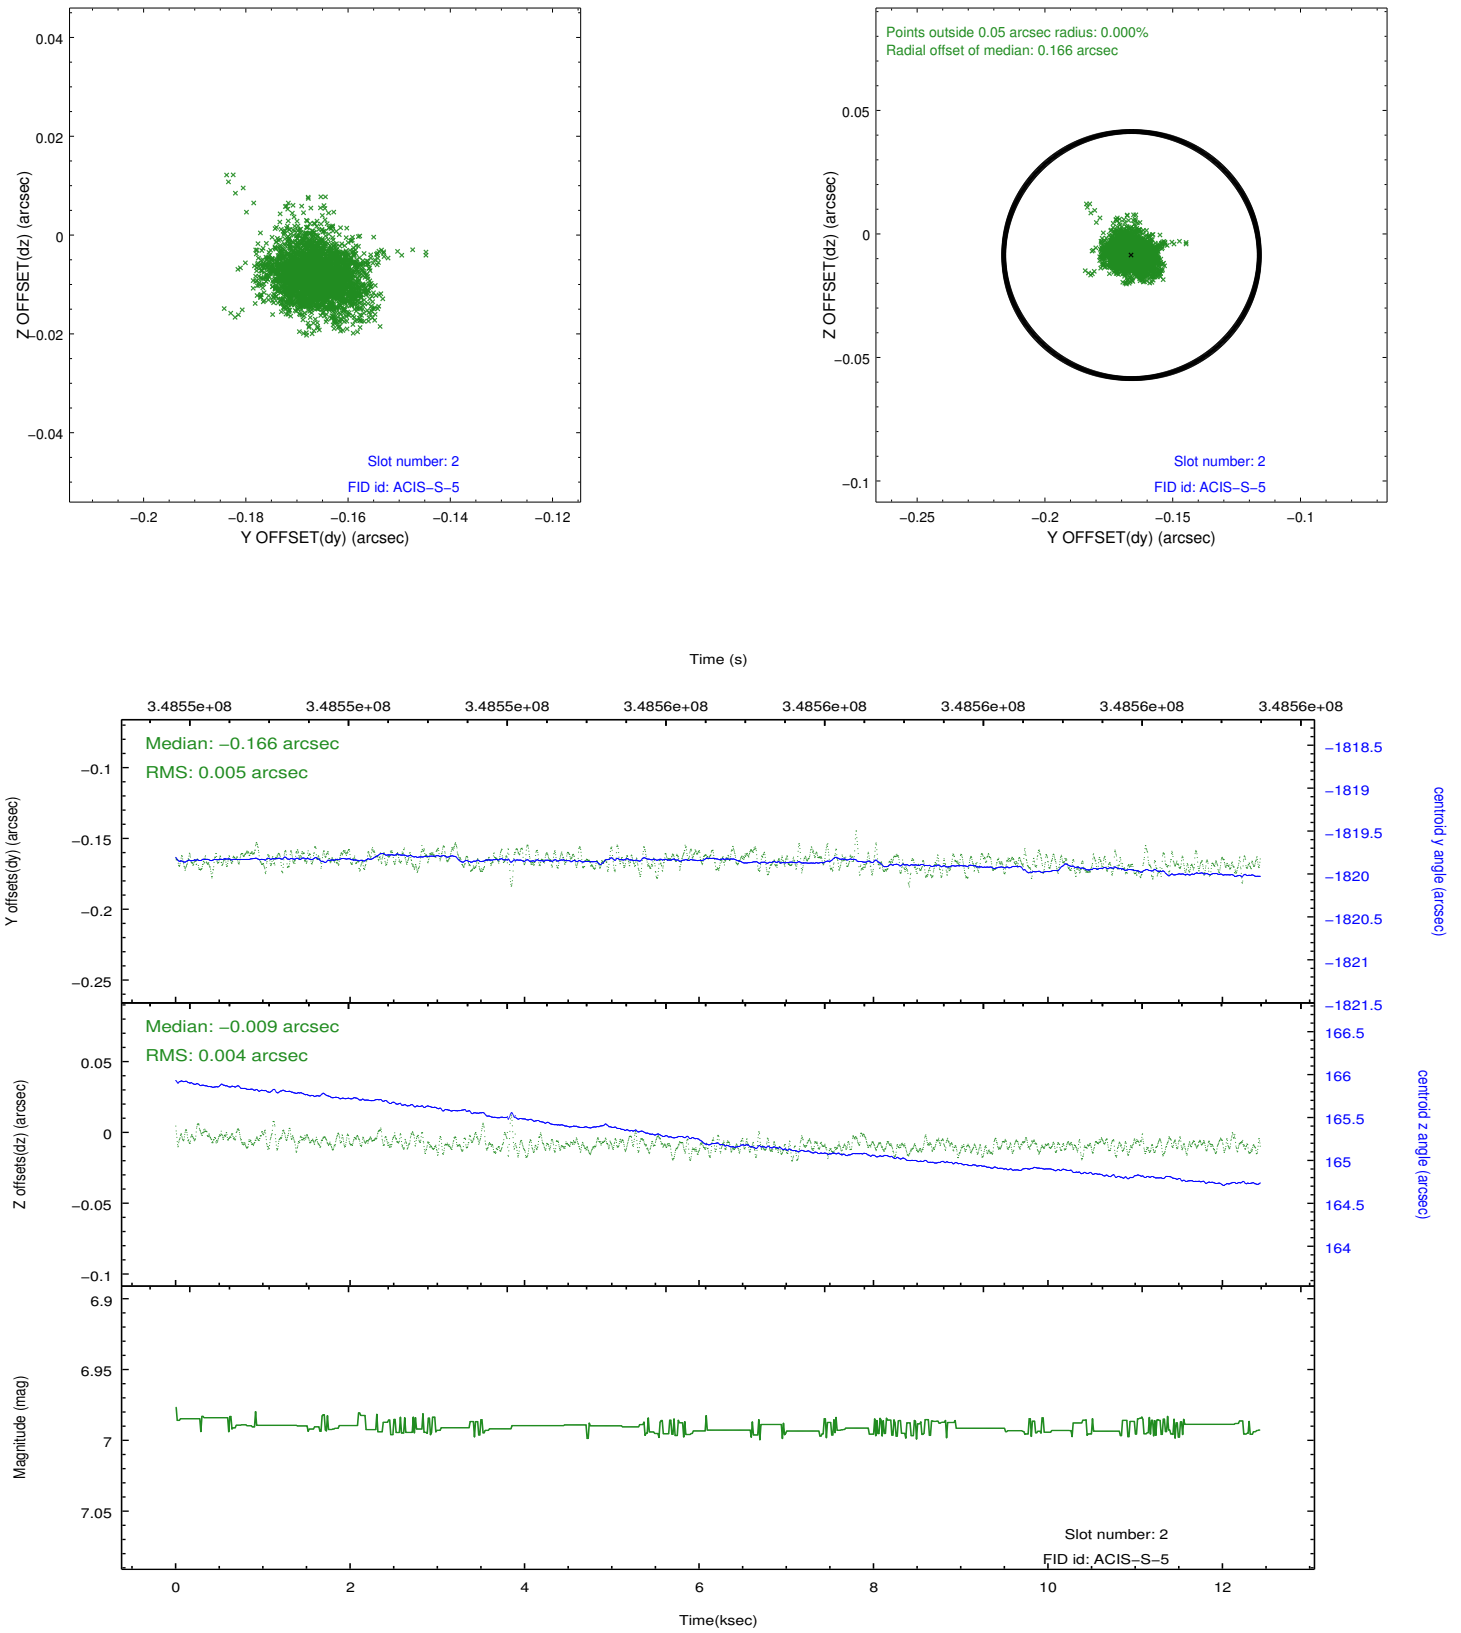 0.04
0.02
0
−0.02
−0.04
Z OFFSET(dz) (arcsec)
Slot number: 2
FID id: ACIS−S−5
−0.2
−0.18
−0.16
−0.14
−0.12
Y OFFSET(dy) (arcsec)
Points outside 0.05 arcsec radius: 0.000%
Radial offset of median: 0.166 arcsec
0.05
0
−0.05
−0.1
Z OFFSET(dz) (arcsec)
Slot number: 2
FID id: ACIS−S−5
−0.25
−0.2
−0.15
−0.1
Y OFFSET(dy) (arcsec)
Time (s)
3.4855e+08
3.4855e+08
3.4855e+08
3.4856e+08
3.4856e+08
3.4856e+08
3.4856e+08
3.4856e+08
Median: −0.166 arcsec
RMS: 0.005 arcsec
−0.1
−0.15
−0.2
−0.25
Y offsets(dy) (arcsec)
−1818.5
−1819
−1819.5
−1820
−1820.5
−1821
−1821.5
centroid y angle (arcsec)
Median: −0.009 arcsec
RMS: 0.004 arcsec
0.05
0
−0.05
−0.1
Z offsets(dz) (arcsec)
166.5
166
165.5
165
164.5
164
centroid z angle (arcsec)
6.9
6.95
7
7.05
Magnitude (mag)
Slot number: 2
FID id: ACIS−S−5
0
2
4
6
8
10
12
Time(ksec)